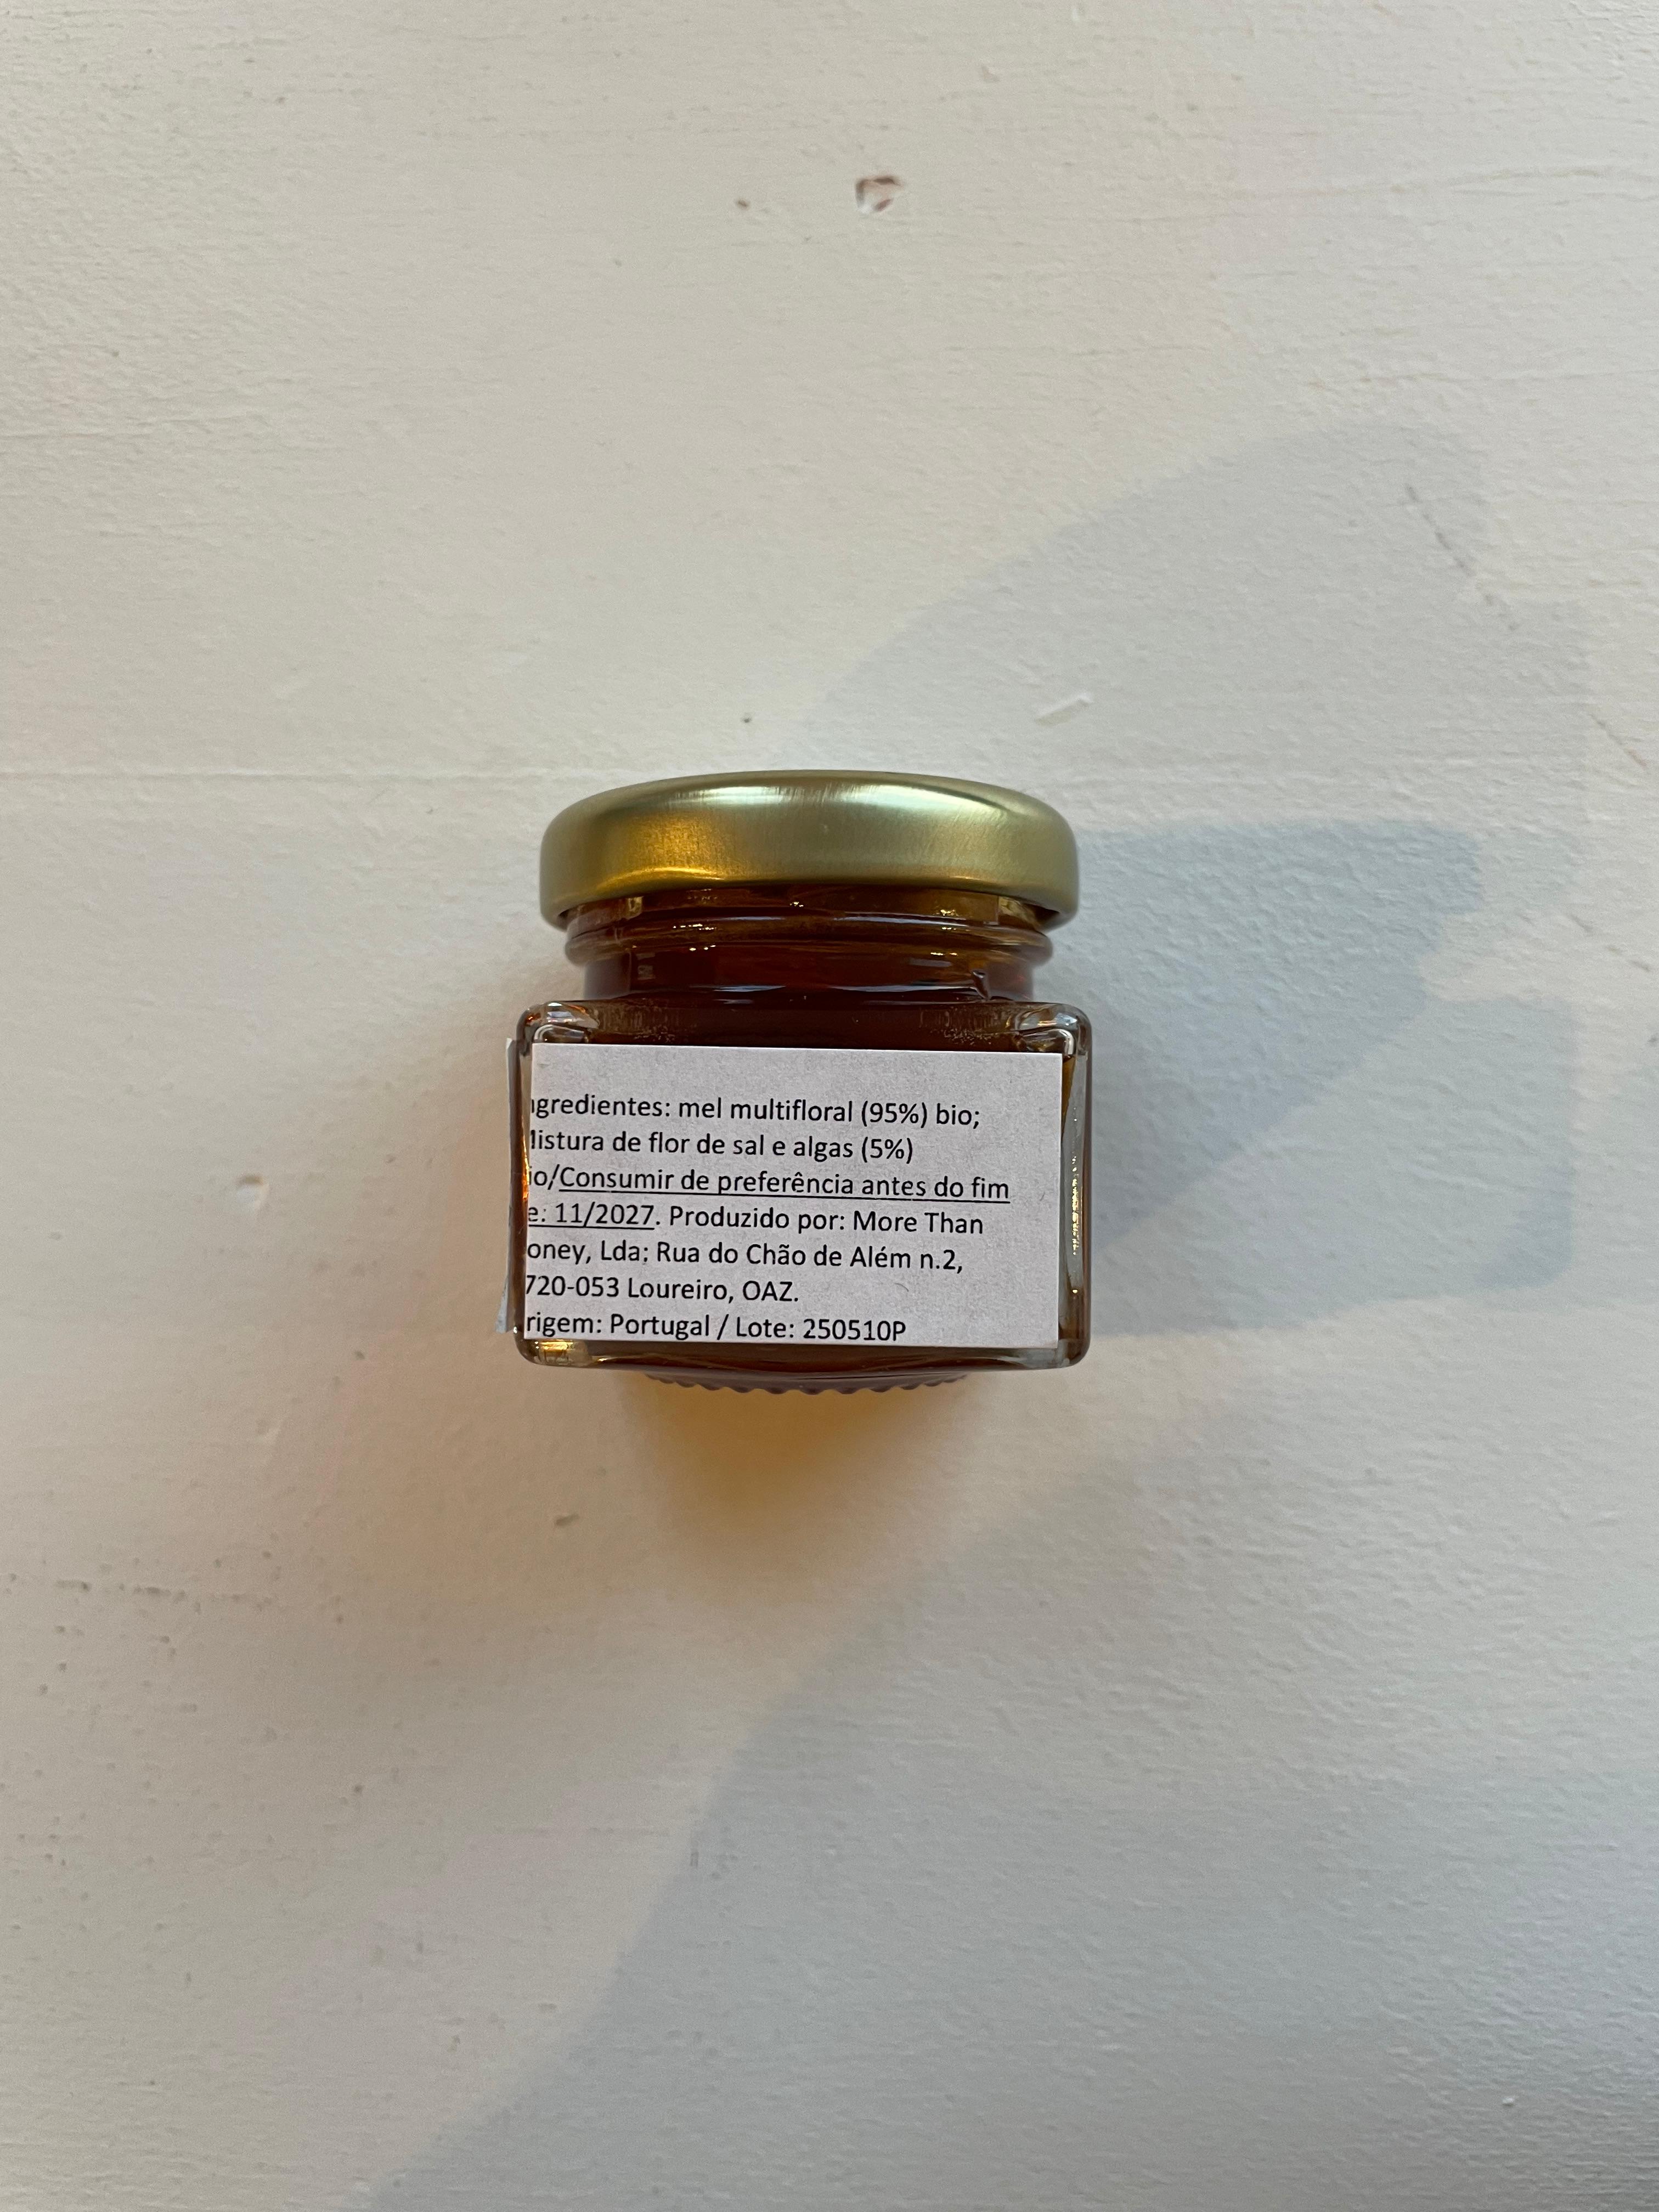 ngredientes: mel multifloral (95%) bio;
istura de flor de sal e algas (5%)
io/Consumir de preferência antes do fim
e: 11/2027. Produzido por: More Than
oney, Lda; Rua do Chão de Além n.2,
720-053 Loureiro, OAZ.
rigem: Portugal / Lote: 250510P